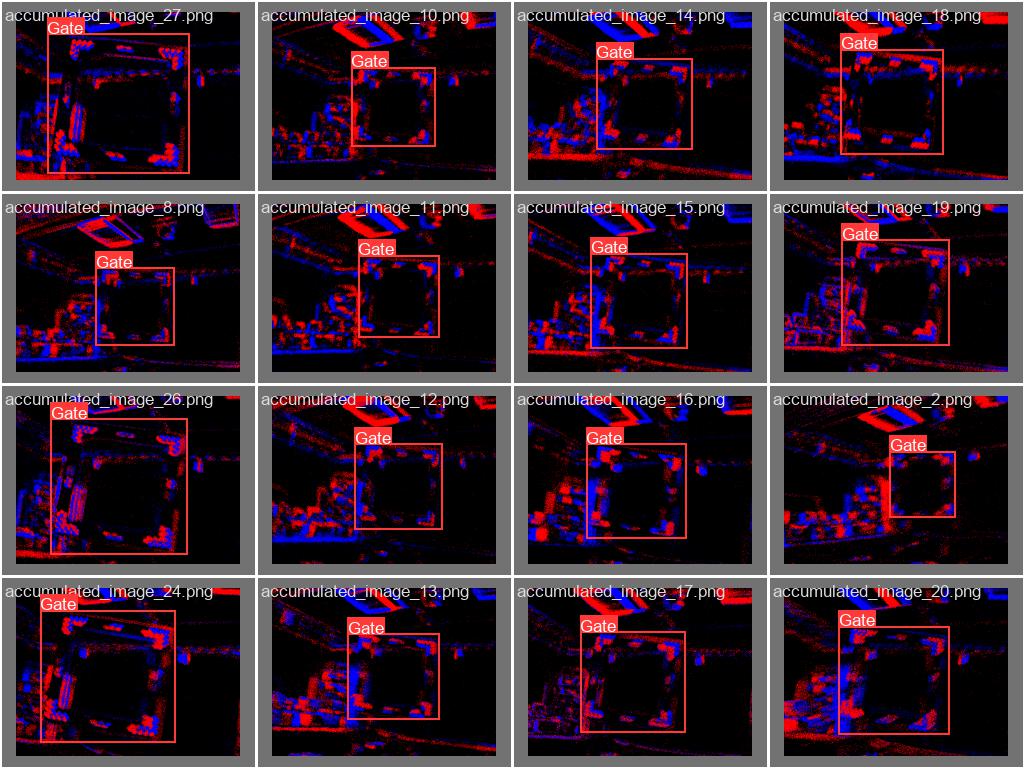 accumulated_image_27.png
Gate
accumulated_image_10.png
Gate
accumulated_image_14.png
Gate
accumulated_image_18.png
Gate
accumulated_image_8.png
Gate
accumulated_image_11.png
Gate
accumulated_image_15.png
Gate
accumulated_image_19.png
Gate
accumulated_image_26.png
Gate
accumulated_image_12.png
Gate
accumulated_image_16.png
Gate
accumulated_image_2.png
Gate
accumulated_image_24.png
Gate
accumulated_image_13.png
Gate
accumulated_image_17.png
Gate
accumulated_image_20.png
Gate